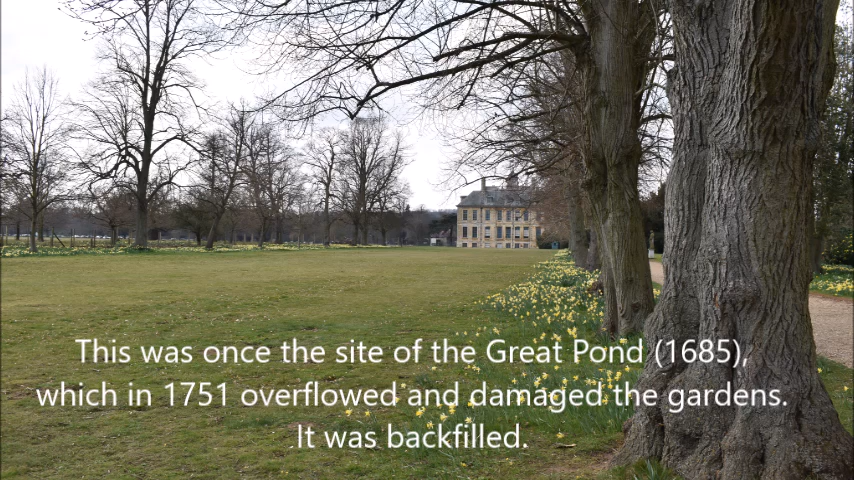 This was once the site of the Great Pond (1685),
which in 1751 overflowed and damaged the gardens.
It was backfilled.